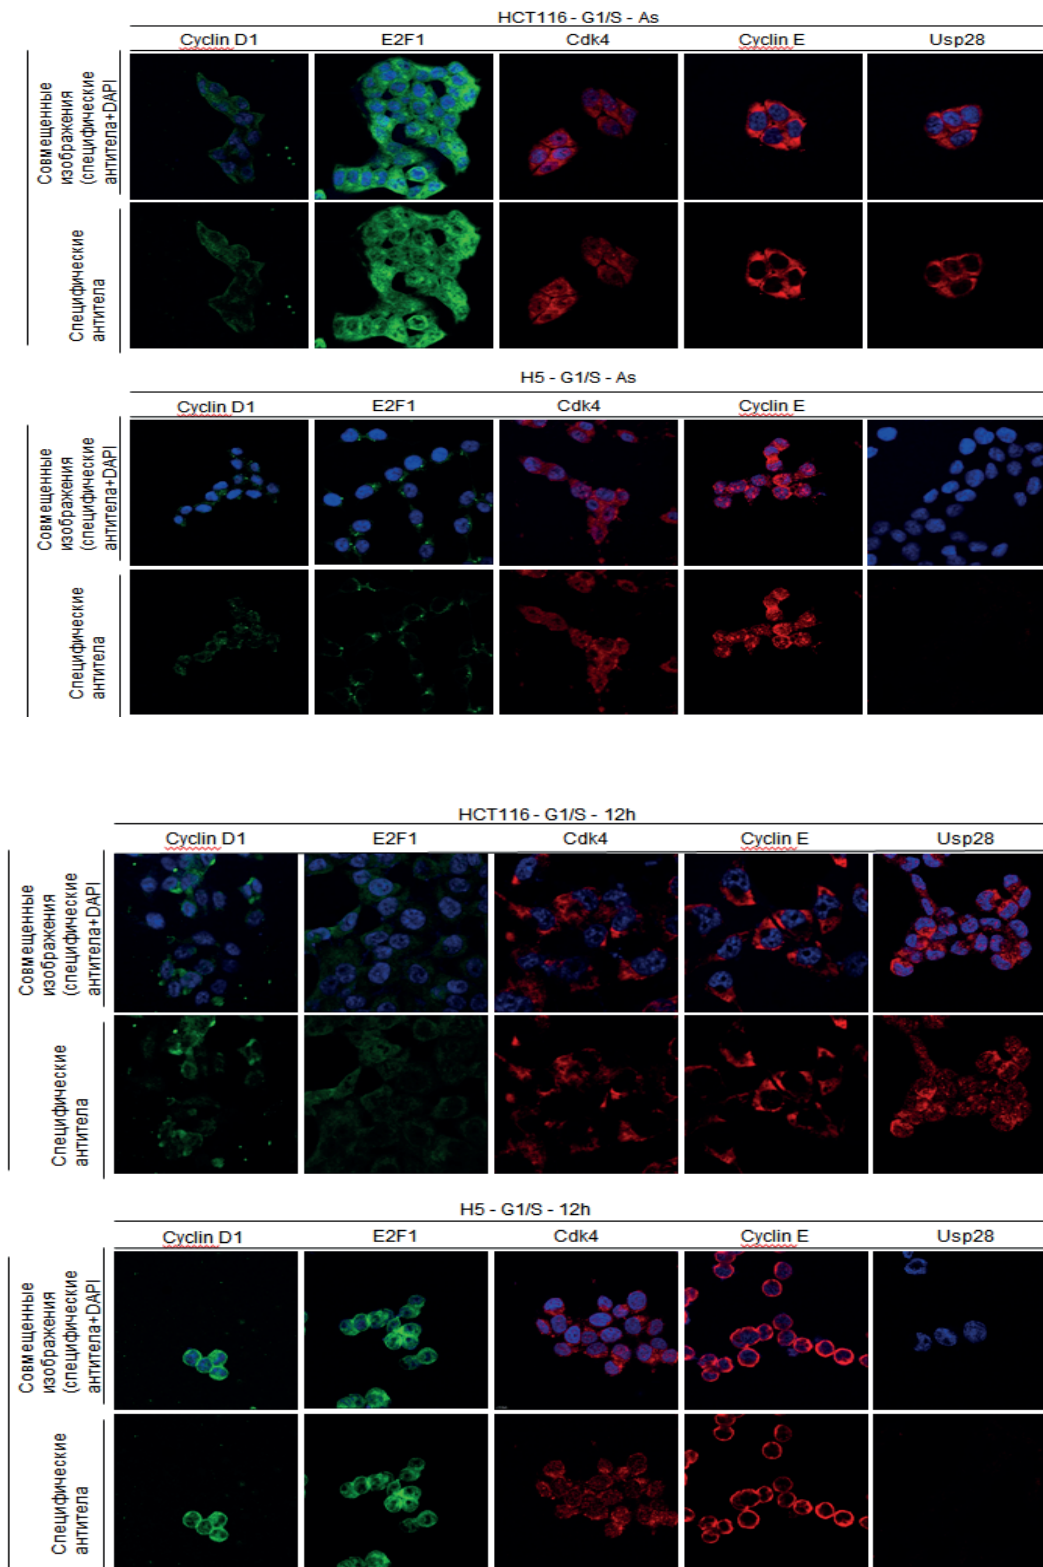 HCT116 - G1/S - As
Cyclin D1 E2F1 Cdk4 Cyclin E Usp28
Совмещенные
изображения
(специфические
антитела+DAPI
Специфические
антитела
H5 - G1/S - As
Cyclin D1 E2F1 Cdk4 Cyclin E
Совмещенные
изображения
(специфические
антитела+DAPI
Специфические
антитела
HCT116 - G1/S - 12h
Cyclin D1 E2F1 Cdk4 Cyclin E Usp28
Совмещенные
изображения
(специфические
антитела+DAPI
Специфические
антитела
H5 - G1/S - 12h
Cyclin D1 E2F1 Cdk4 Cyclin E Usp28
Совмещенные
изображения
(специфические
антитела+DAPI
Специфические
антитела